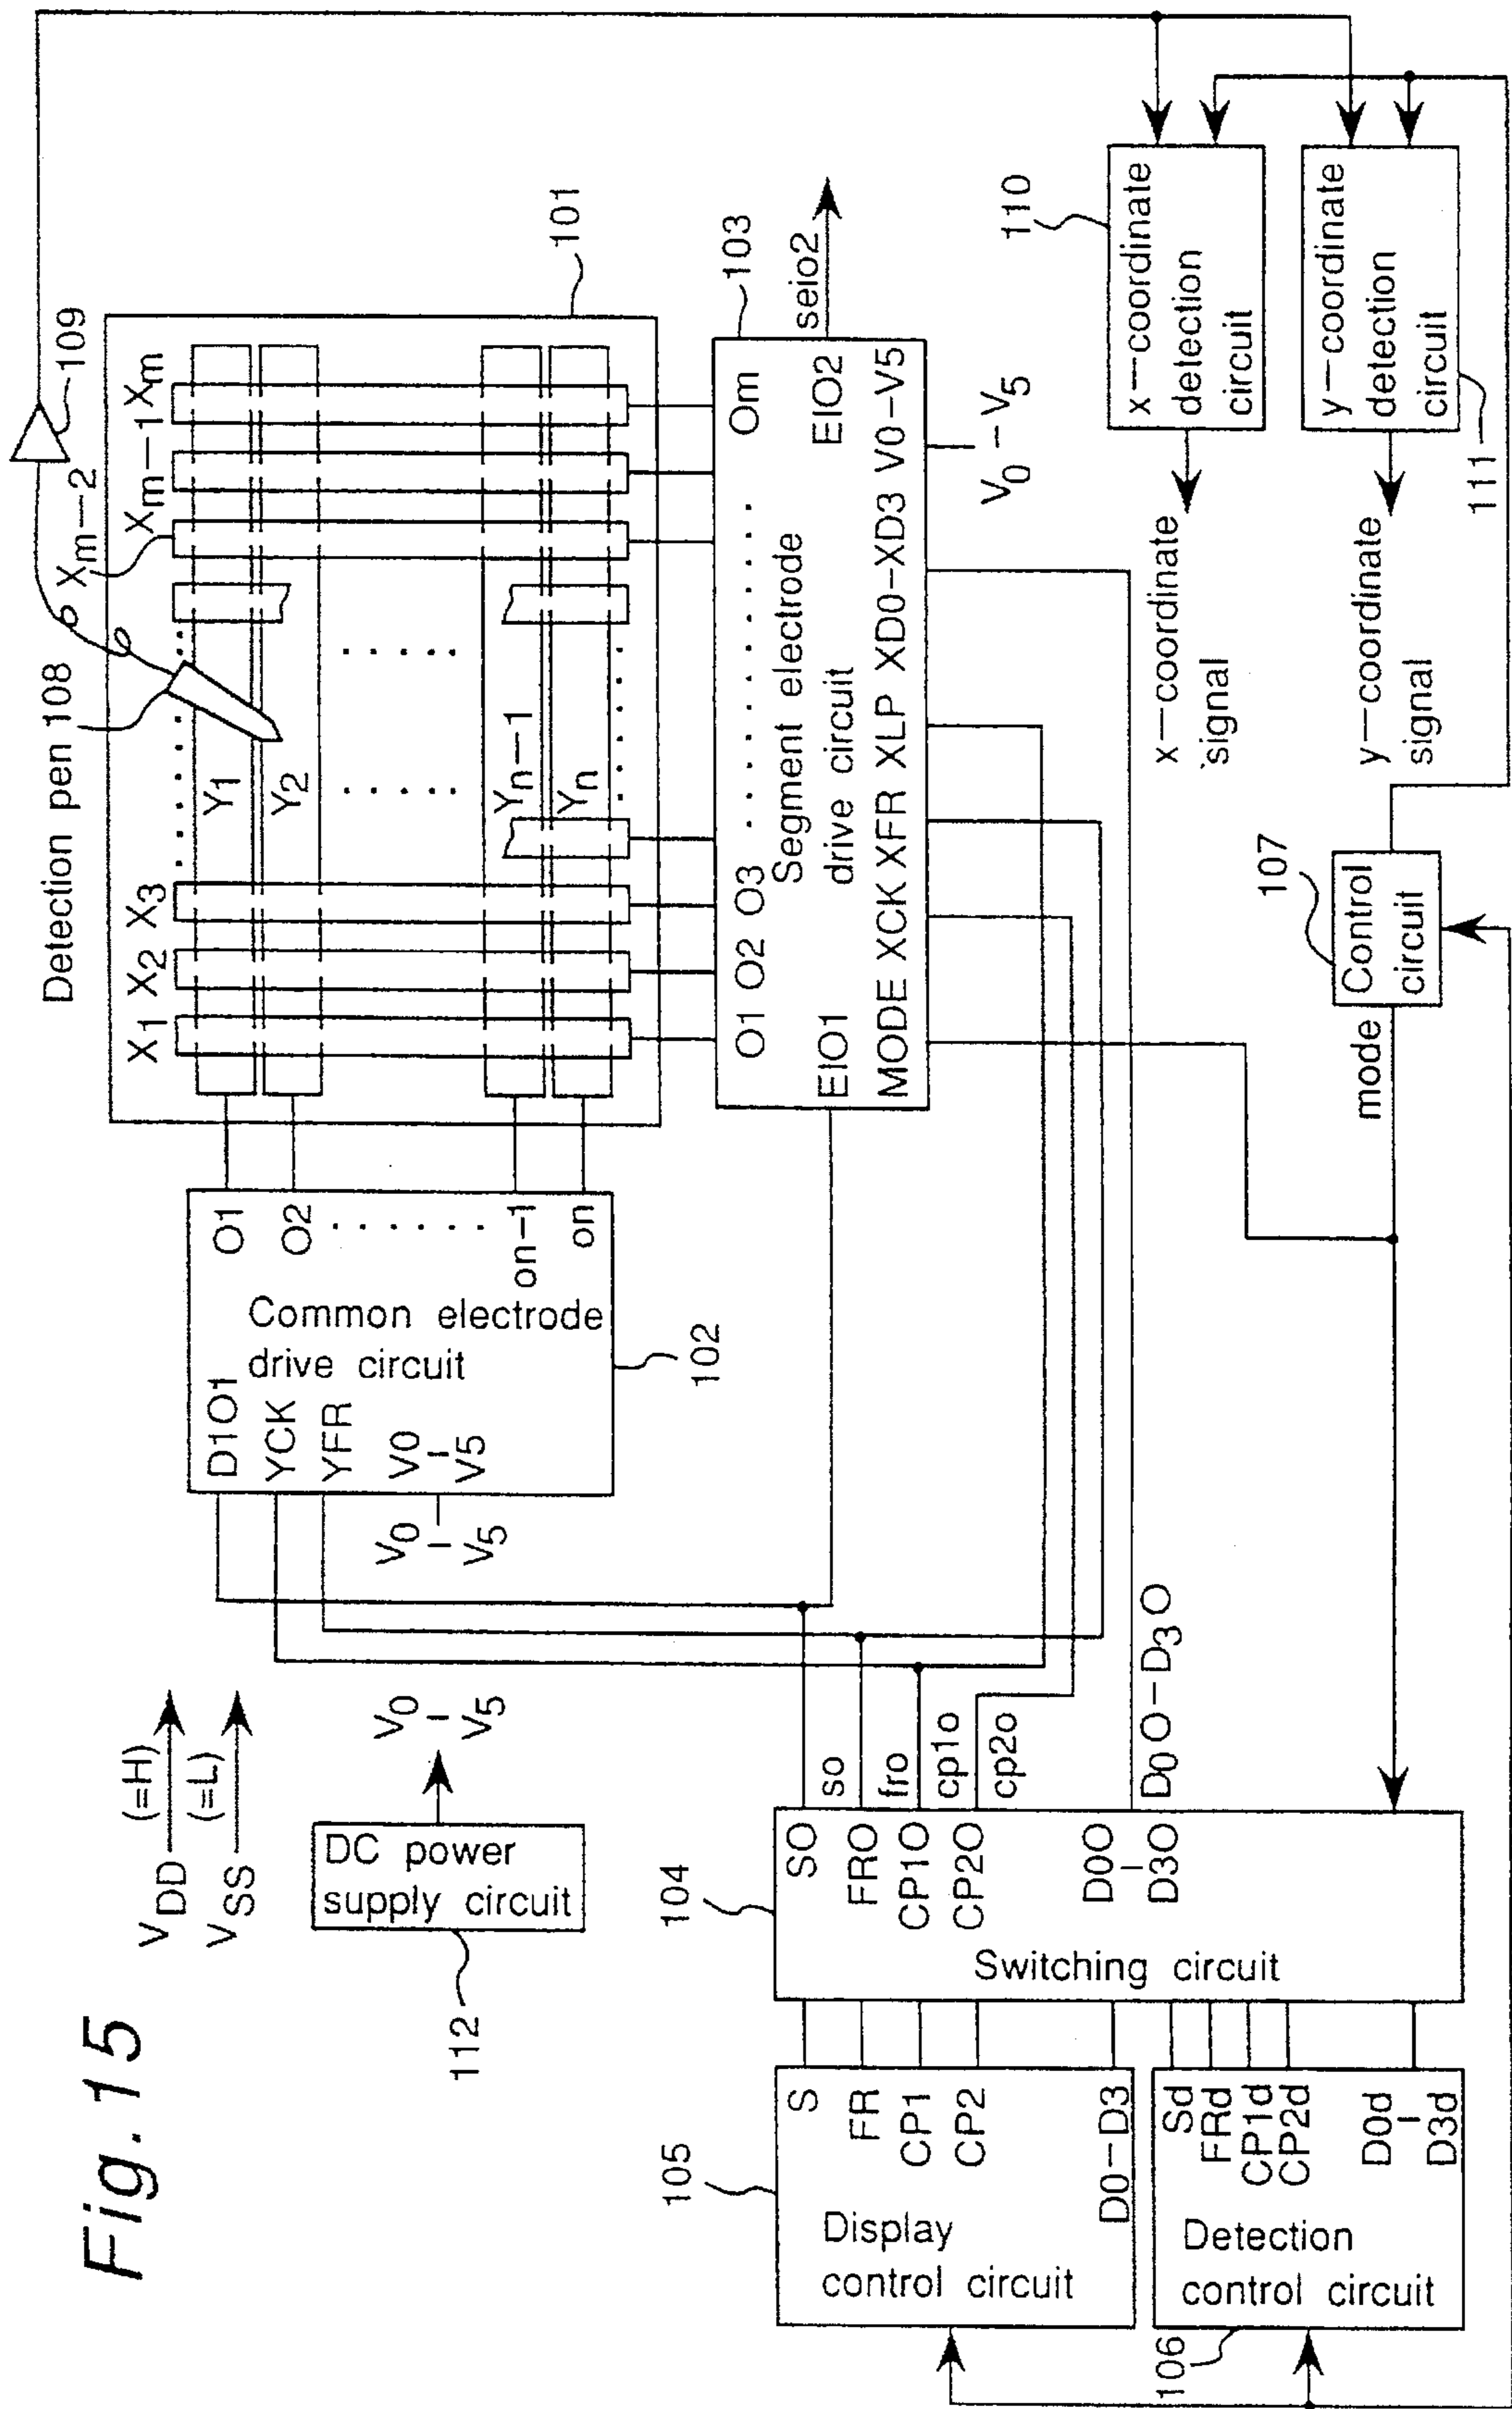 Fig. 15
V DD (=H)
V SS (=L)
DC power
supply circuit
112
V0
–
V5
Detection pen 108
109
101
X1 X2 X3 ........ Xm–2 Xm–1 Xm
Y1
Y2
.....
.....
Yn–1
Yn
.....
Common electrode
drive circuit
102
D1O1
YCK
YFR
V0
–
V5
V0
–
V5
O1
O2
.......
on–1
on
103
O1 O2 O3 .......... Om
Segment electrode
drive circuit
EIO1
EIO2
seio2
MODE XCK XFR XLP XD0–XD3 V0–V5
V0–V5
104
Switching circuit
SO
FRO
CP1O
CP2O
D0O
–
D3O
so
fro
cp1o
cp2o
D0O–D3O
105
Display
control circuit
S
FR
CP1
CP2
D0–D3
106
Detection
control circuit
Sd
FRd
CP1d
CP2d
D0d
–
D3d
107
Control
circuit
mode
110
x–coordinate
detection
circuit
x–coordinate
signal
111
y–coordinate
detection
circuit
y–coordinate
signal